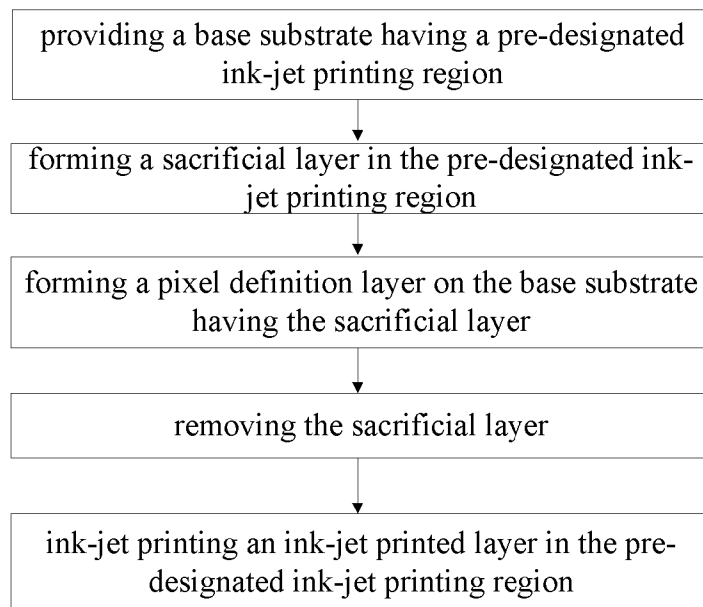 providing a base substrate having a pre-designated
ink-jet printing region
forming a sacrificial layer in the pre-designated ink-
jet printing region
forming a pixel definition layer on the base substrate
having the sacrificial layer
removing the sacrificial layer
ink-jet printing an ink-jet printed layer in the pre-
designated ink-jet printing region